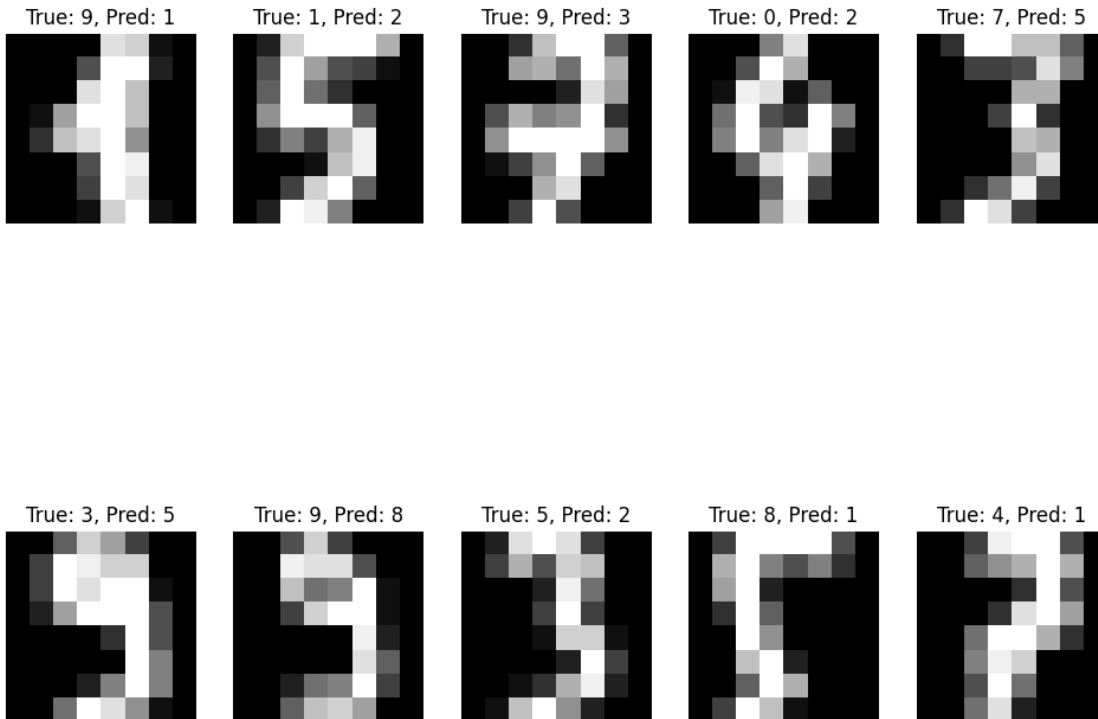 True: 9, Pred: 1
True: 1, Pred: 2
True: 9, Pred: 3
True: 0, Pred: 2
True: 7, Pred: 5
True: 3, Pred: 5
True: 9, Pred: 8
True: 5, Pred: 2
True: 8, Pred: 1
True: 4, Pred: 1